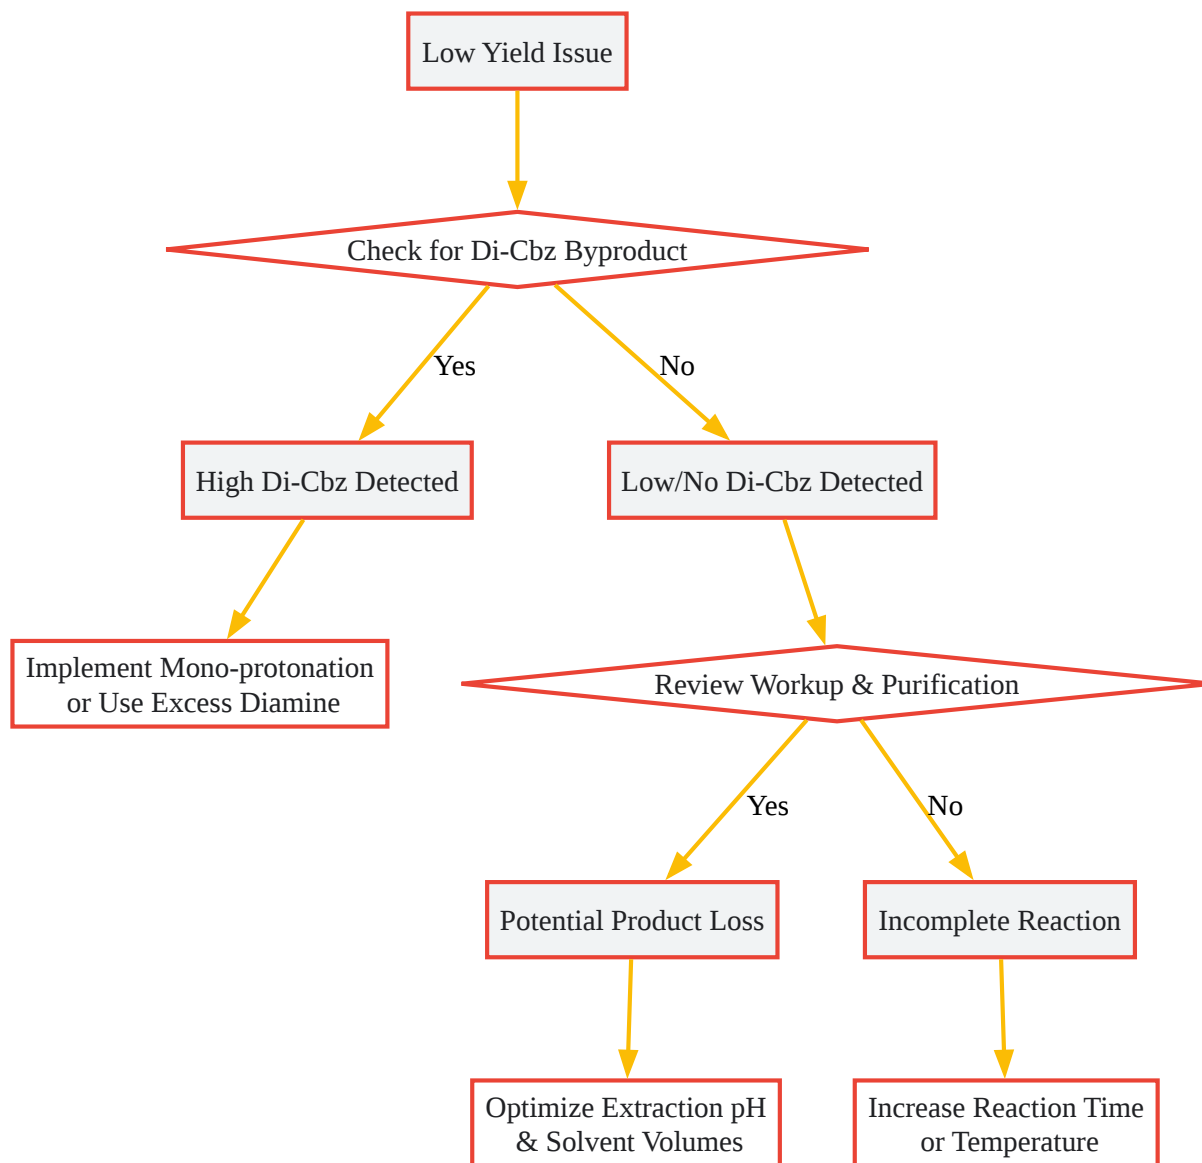 Low Yield Issue
Check for Di-Cbz Byproduct
Yes
No
High Di-Cbz Detected
Low/No Di-Cbz Detected
Implement Mono-protonation
or Use Excess Diamine
Review Workup & Purification
Yes
No
Potential Product Loss
Incomplete Reaction
Optimize Extraction pH
& Solvent Volumes
Increase Reaction Time
or Temperature